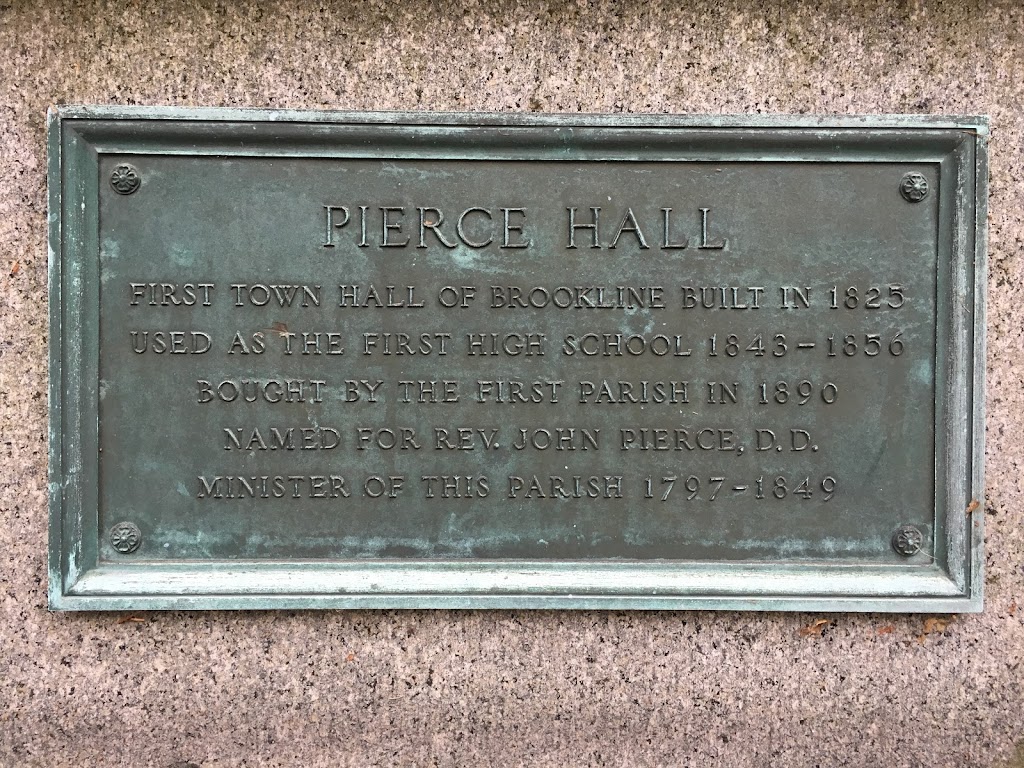 PIERCE HALL
FIRST TOWN HALL OF BROOKLINE BUILT IN 1825
USED AS THE FIRST HIGH SCHOOL 1843-1856
BOUGHT BY THE FIRST PARISH IN 1890
NAMED FOR REV. JOHN PIERCE, D.D.
MINISTER OF THIS PARISH 1797-1849